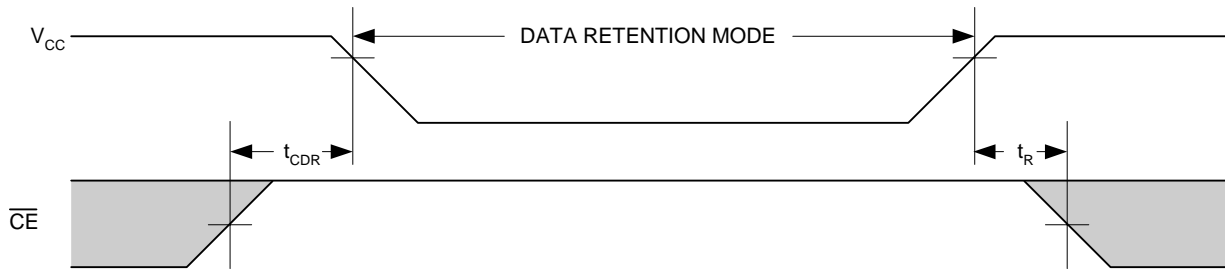 VCC
DATA RETENTION MODE
tCDR
tR
CE